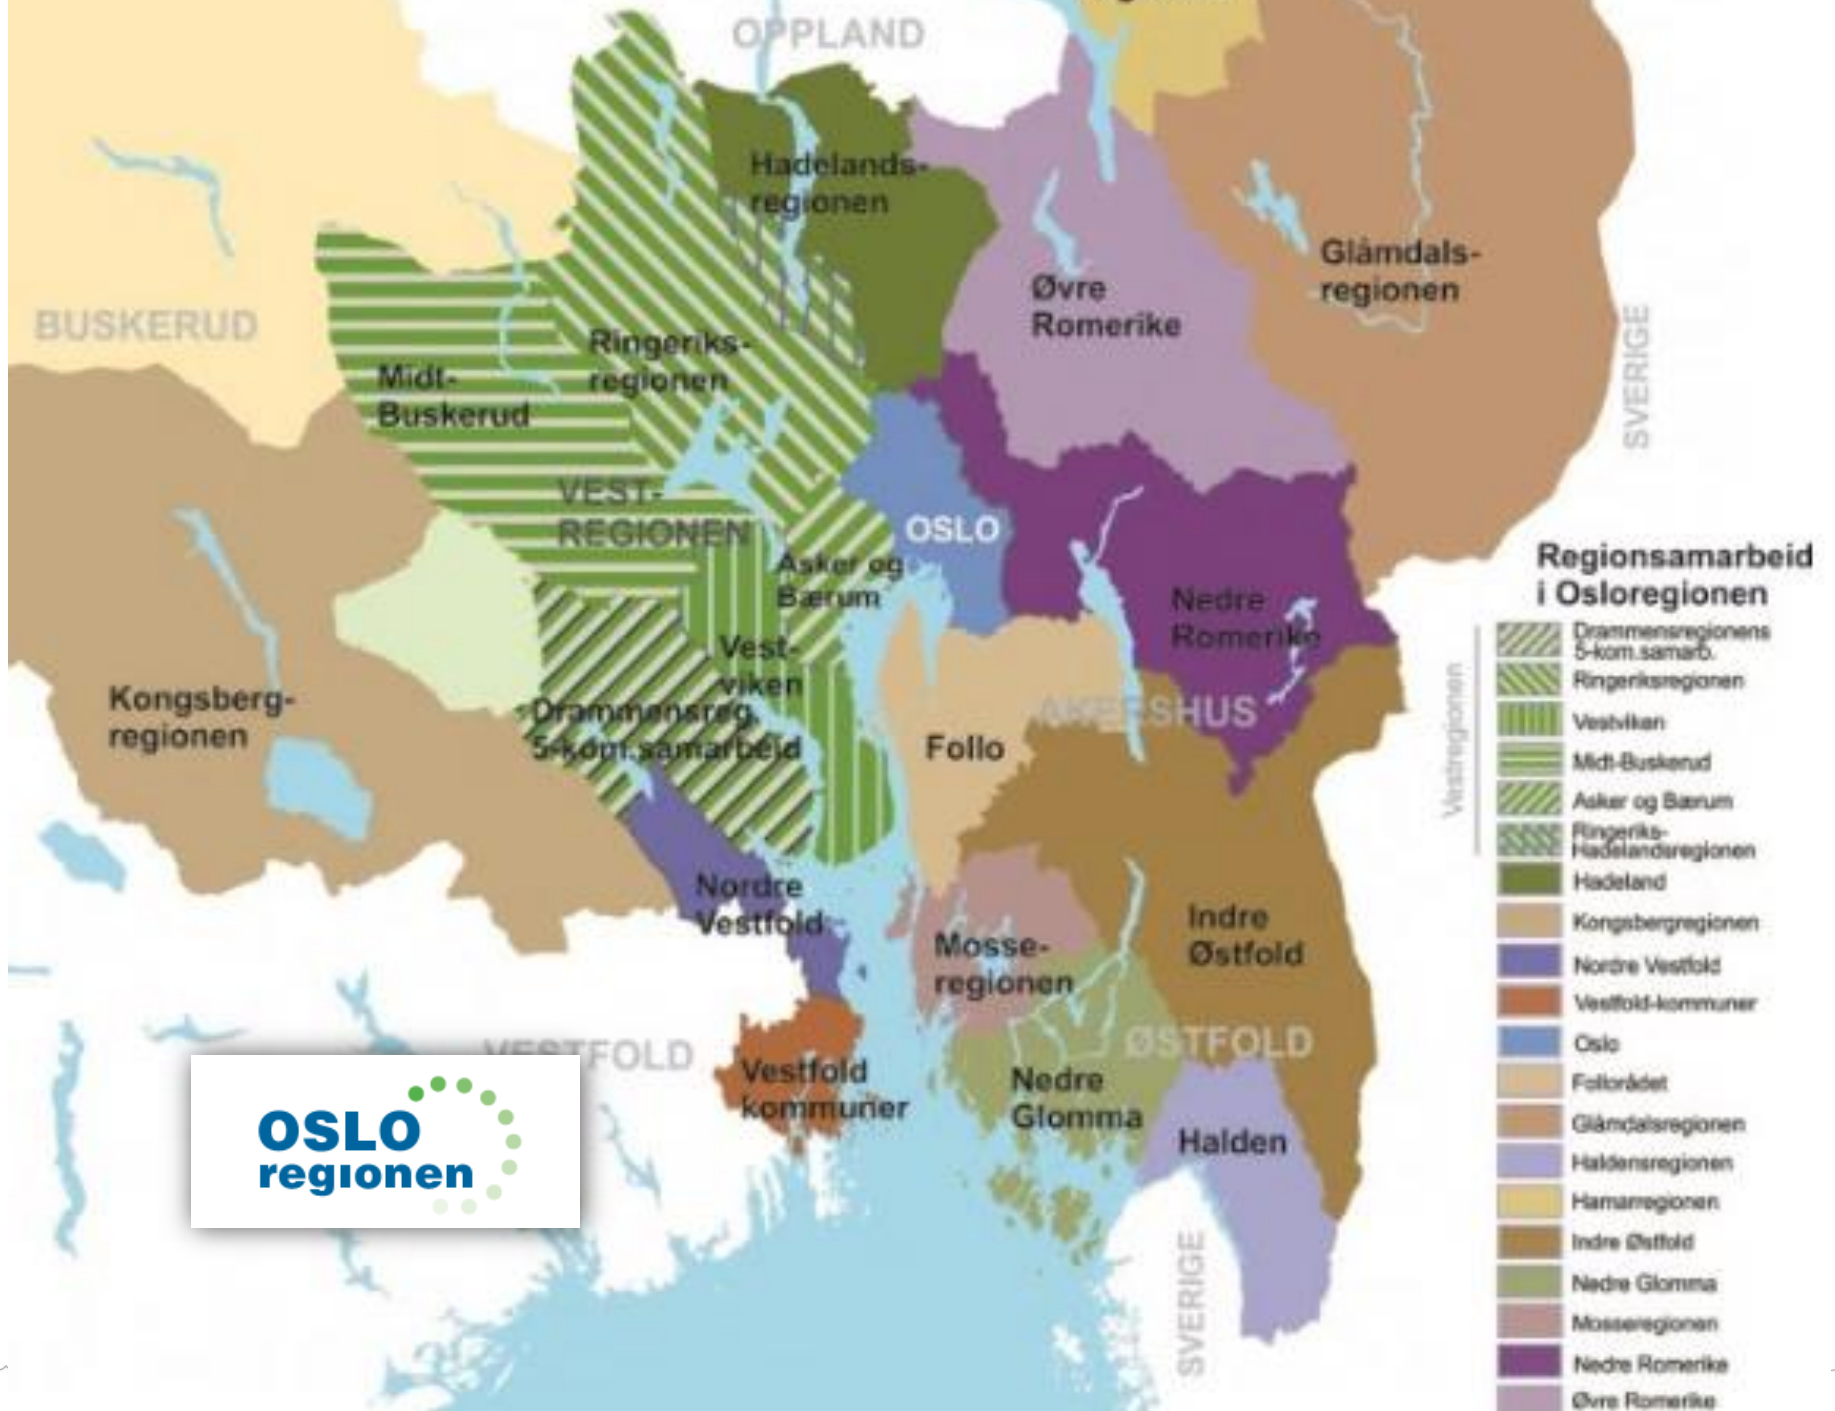 OPPLAND
Hadelands-
regionen
Glåmdals-
regionen
Øvre
Romerike
BUSKERUD
SVERIGE
Ringeriks-
regionen
Midt-
Buskerud
VEST-
REGIONEN
OSLO
Asker og
Bærum
Nedre
Romerike
Vest-
viken
Kongsberg-
regionen
Drammensreg.
5-kom.samarbeid
AKERSHUS
Follo
Nordre
Vestfold
Indre
Østfold
Mosse-
regionen
VESTFOLD
ØSTFOLD
Vestfold
kommuner
Nedre
Glomma
Halden
SVERIGE
OSLO
regionen
Regionsamarbeid
i Osloregionen
Vestregionen
Drammensregionens
5-kom.samarb.
Ringeriksregionen
Vestviken
Midt-Buskerud
Asker og Bærum
Ringeriks-
Hadelandsregionen
Hadeland
Kongsbergregionen
Nordre Vestfold
Vestfold-kommuner
Oslo
Follorådet
Glåmdalsregionen
Haldensregionen
Hamarregionen
Indre Østfold
Nedre Glomma
Mosseregionen
Nedre Romerike
Øvre Romerike